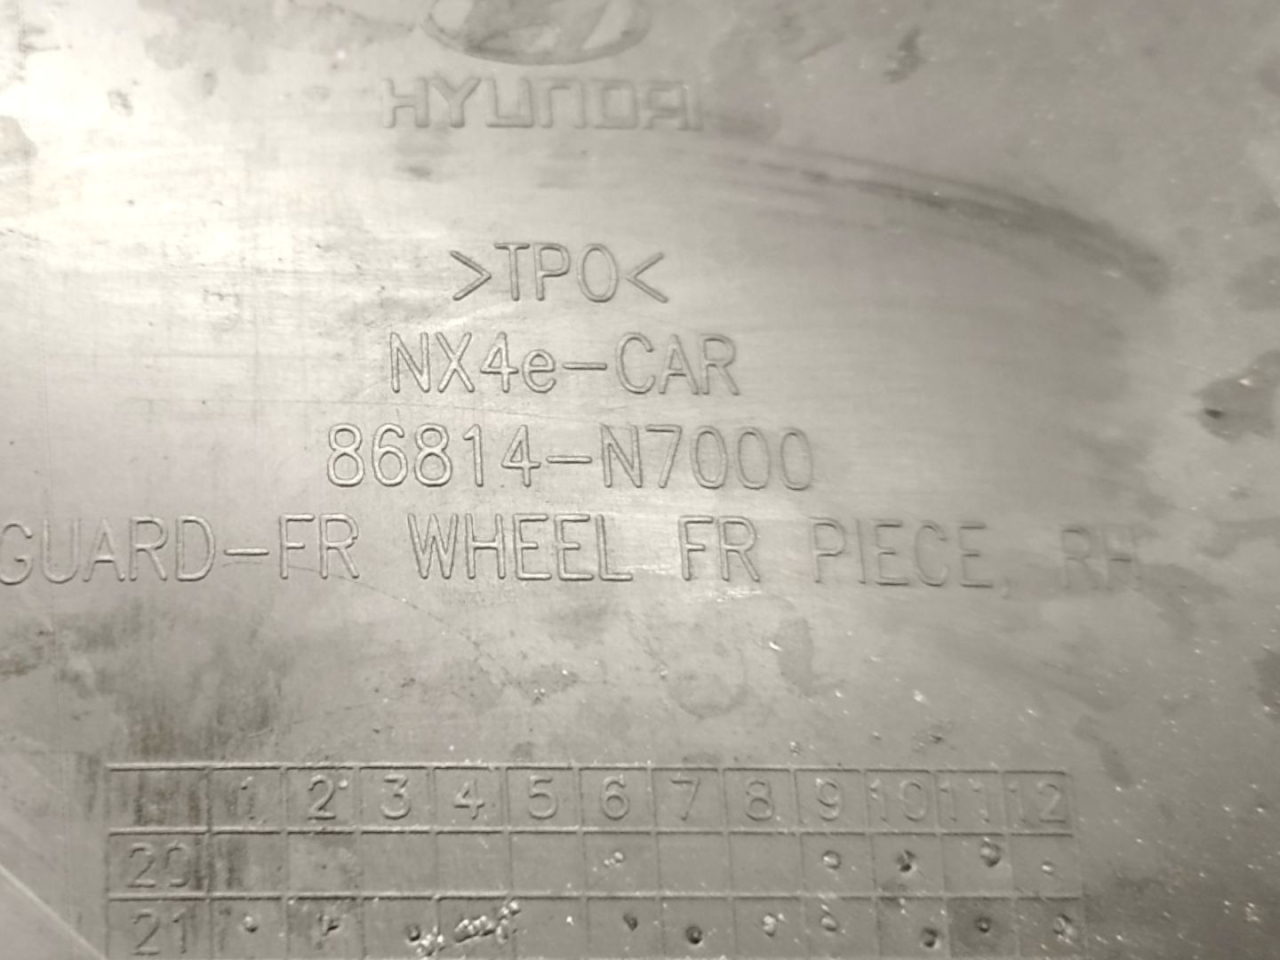 HYUNDAI
>TPO<
NX4e-CAR
86814-N7000
GUARD-FR WHEEL FR PIECE, RH
1 2 3 4 5 6 7 8 9 10 11 12
20
21